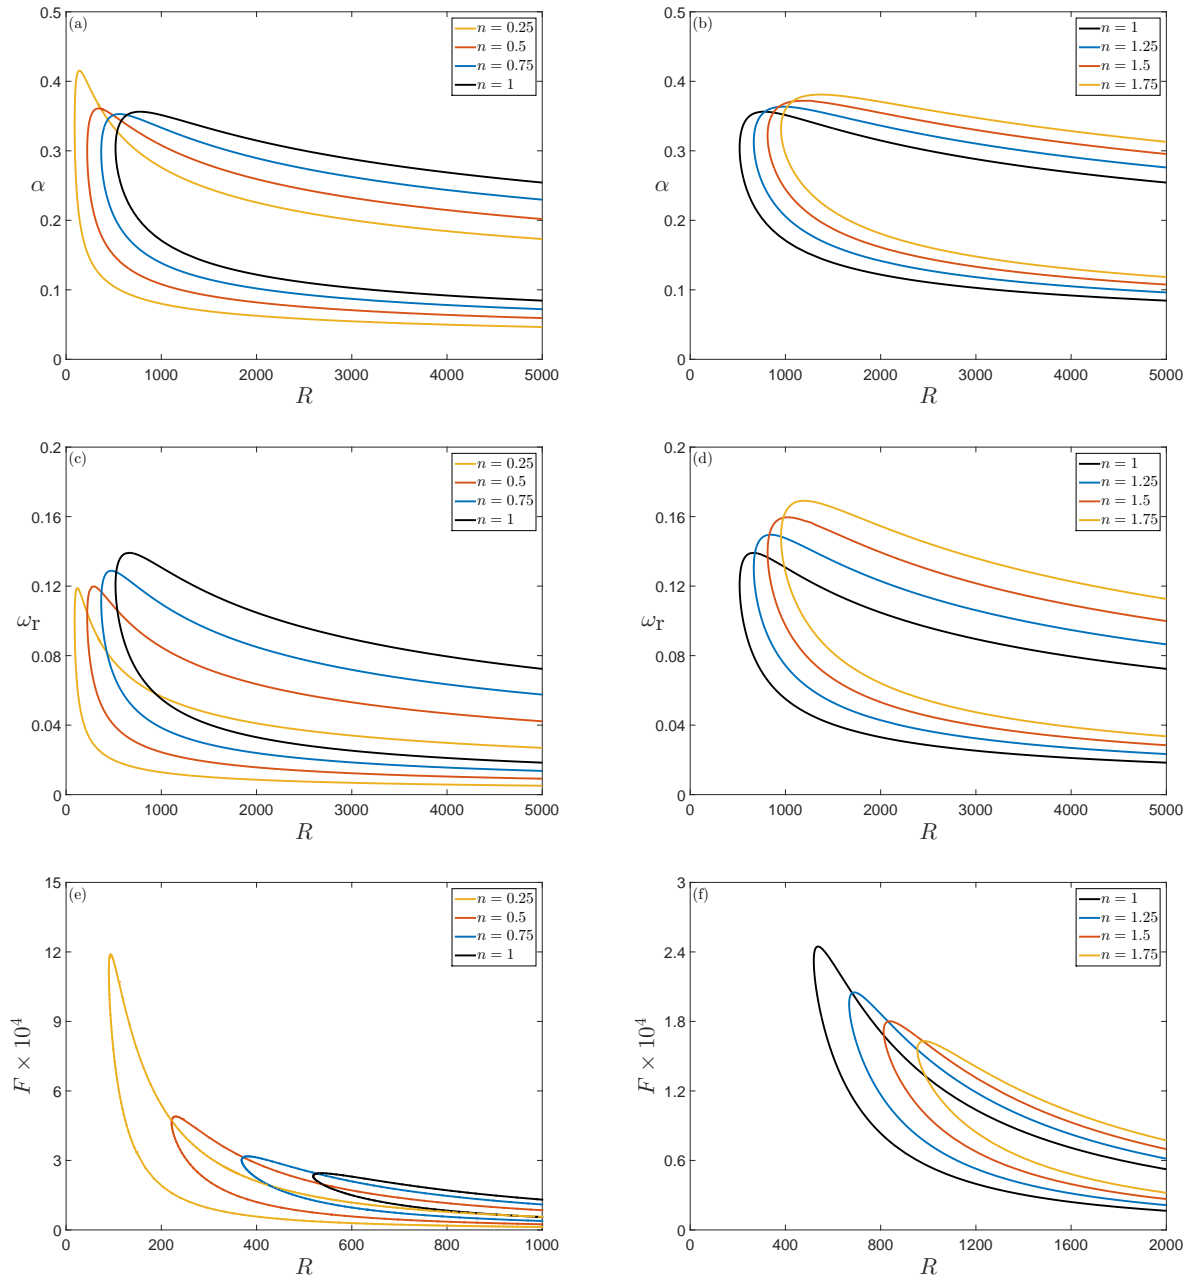 (a)
n = 0.25
n = 0.5
n = 0.75
n = 1
0.5
0.4
0.3
0.2
0.1
0
α
0 1000 2000 3000 4000 5000
R
(b)
n = 1
n = 1.25
n = 1.5
n = 1.75
0.5
0.4
0.3
0.2
0.1
0
α
0 1000 2000 3000 4000 5000
R
(c)
n = 0.25
n = 0.5
n = 0.75
n = 1
0.2
0.16
0.12
0.08
0.04
0
ωr
0 1000 2000 3000 4000 5000
R
(d)
n = 1
n = 1.25
n = 1.5
n = 1.75
0.2
0.16
0.12
0.08
0.04
0
ωr
0 1000 2000 3000 4000 5000
R
(e)
n = 0.25
n = 0.5
n = 0.75
n = 1
15
12
9
6
3
0
F × 10⁴
0 200 400 600 800 1000
R
(f)
n = 1
n = 1.25
n = 1.5
n = 1.75
3
2.4
1.8
1.2
0.6
0
F × 10⁴
0 400 800 1200 1600 2000
R